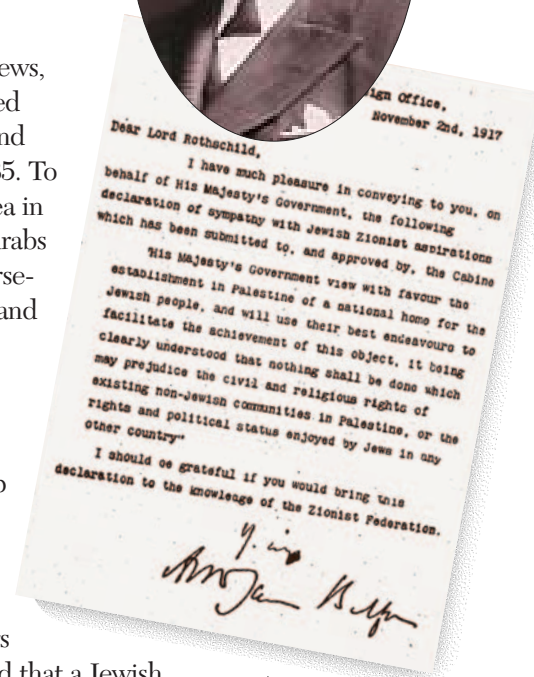 ews,
ed
nd
35. To
ea in
rabs
rse-
and
p
rs
d that a Jewish
ign Office,
November 2nd, 1917
Dear Lord Rothschild,
I have much pleasure in conveying to you, on
behalf of His Majesty's Government, the following
declaration of sympathy with Jewish Zionist aspirations
which has been submitted to, and approved by, the Cabine
"His Majesty's Government view with favour the
establishment in Palestine of a national home for the
Jewish people, and will use their best endeavours to
facilitate the achievement of this object, it being
clearly understood that nothing shall be done which
may prejudice the civil and religious rights of
existing non-Jewish communities in Palestine, or the
rights and political status enjoyed by Jews in any
other country"
I should be grateful if you would bring this
declaration to the knowledge of the Zionist Federation.